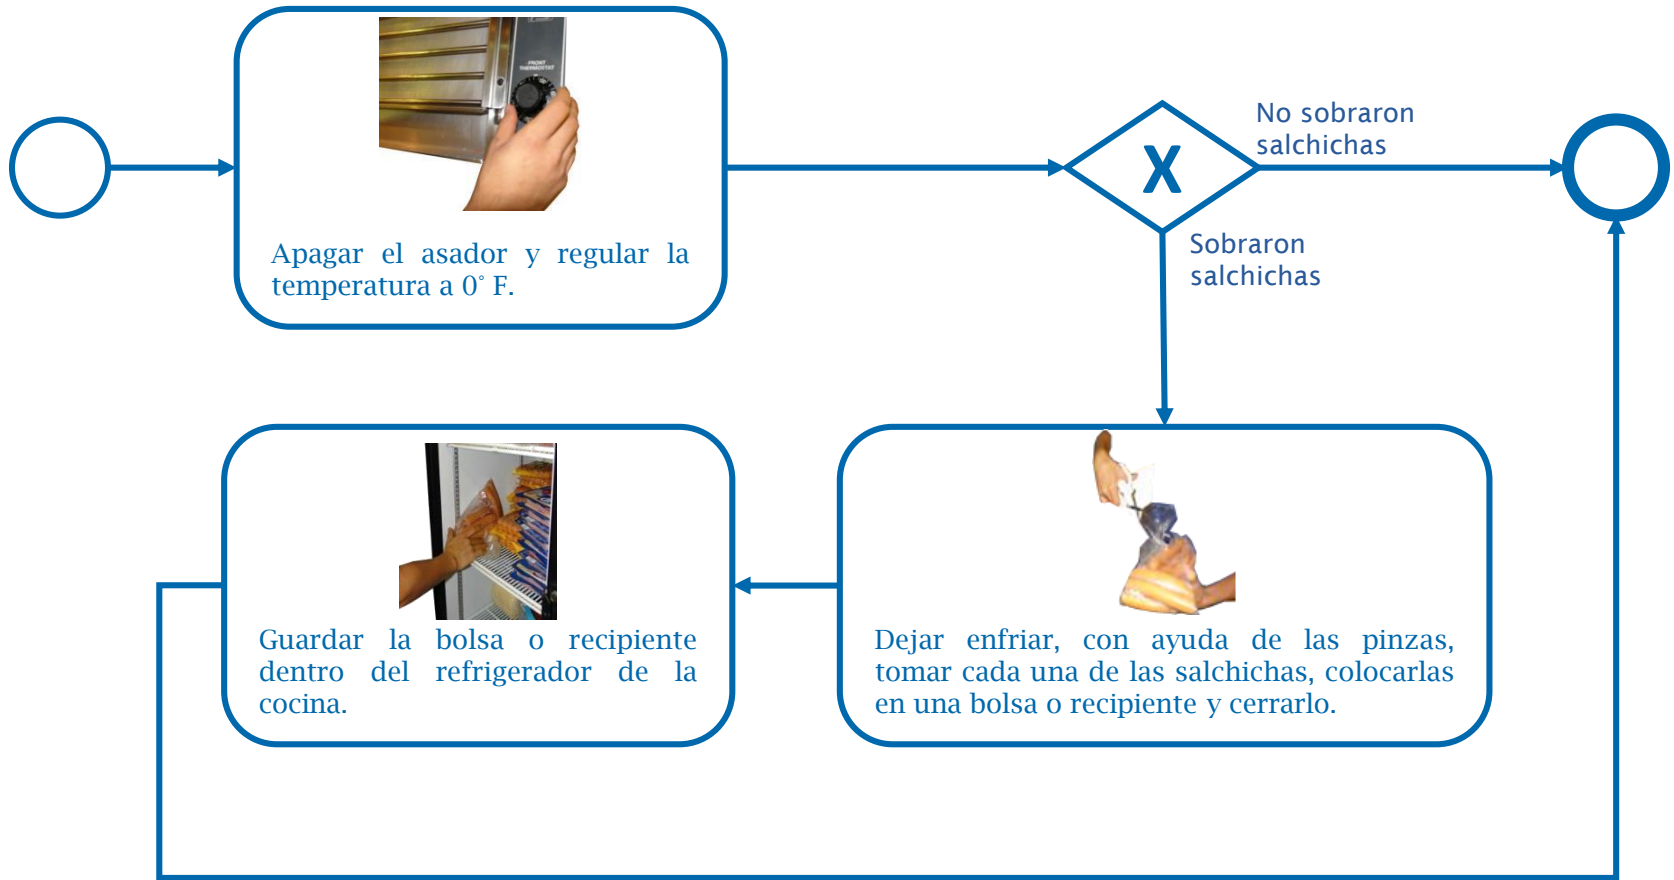 FRONT
THERMOSTAT
Apagar el asador y regular la
temperatura a 0° F.
X
No sobraron
salchichas
Sobraron
salchichas
Guardar la bolsa o recipiente
dentro del refrigerador de la
cocina.
Dejar enfriar, con ayuda de las pinzas,
tomar cada una de las salchichas, colocarlas
en una bolsa o recipiente y cerrarlo.